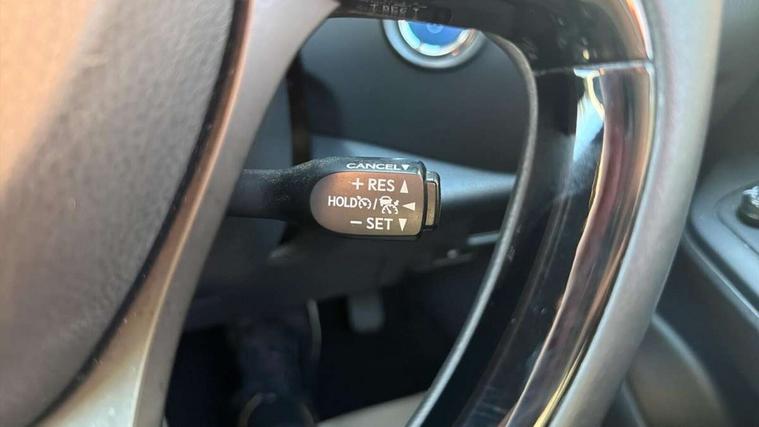 CANCEL▼
+ RES ▲
HOLD / ◀
− SET ▼